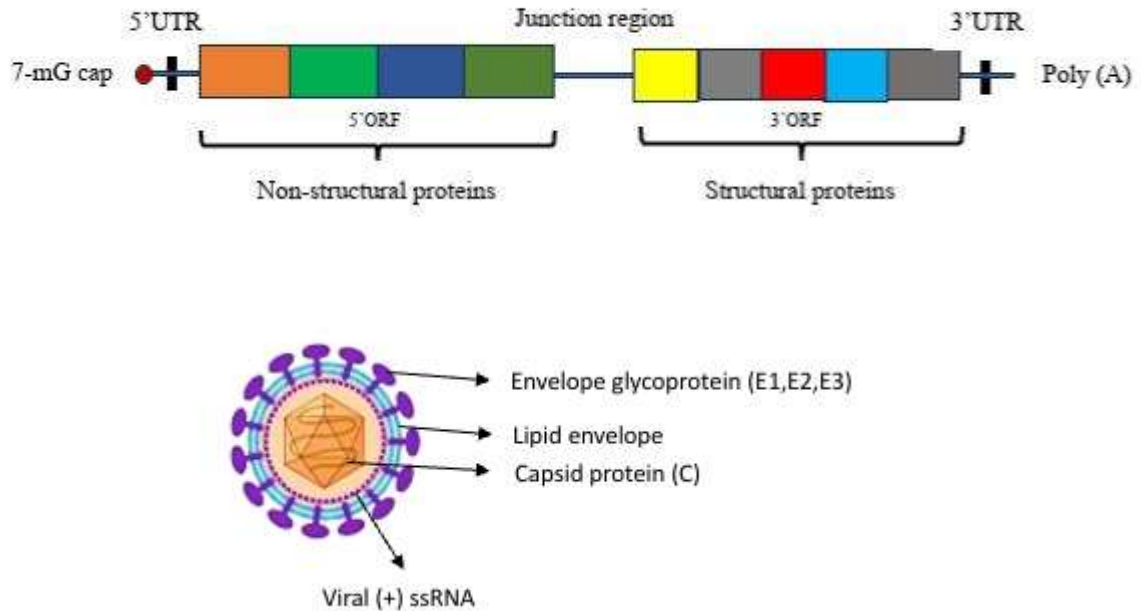 5`UTR
Junction region
3`UTR
7-mG cap
Poly (A)
5`ORF
3`ORF
Non-structural proteins
Structural proteins
Envelope glycoprotein (E1,E2,E3)
Lipid envelope
Capsid protein (C)
Viral (+) ssRNA